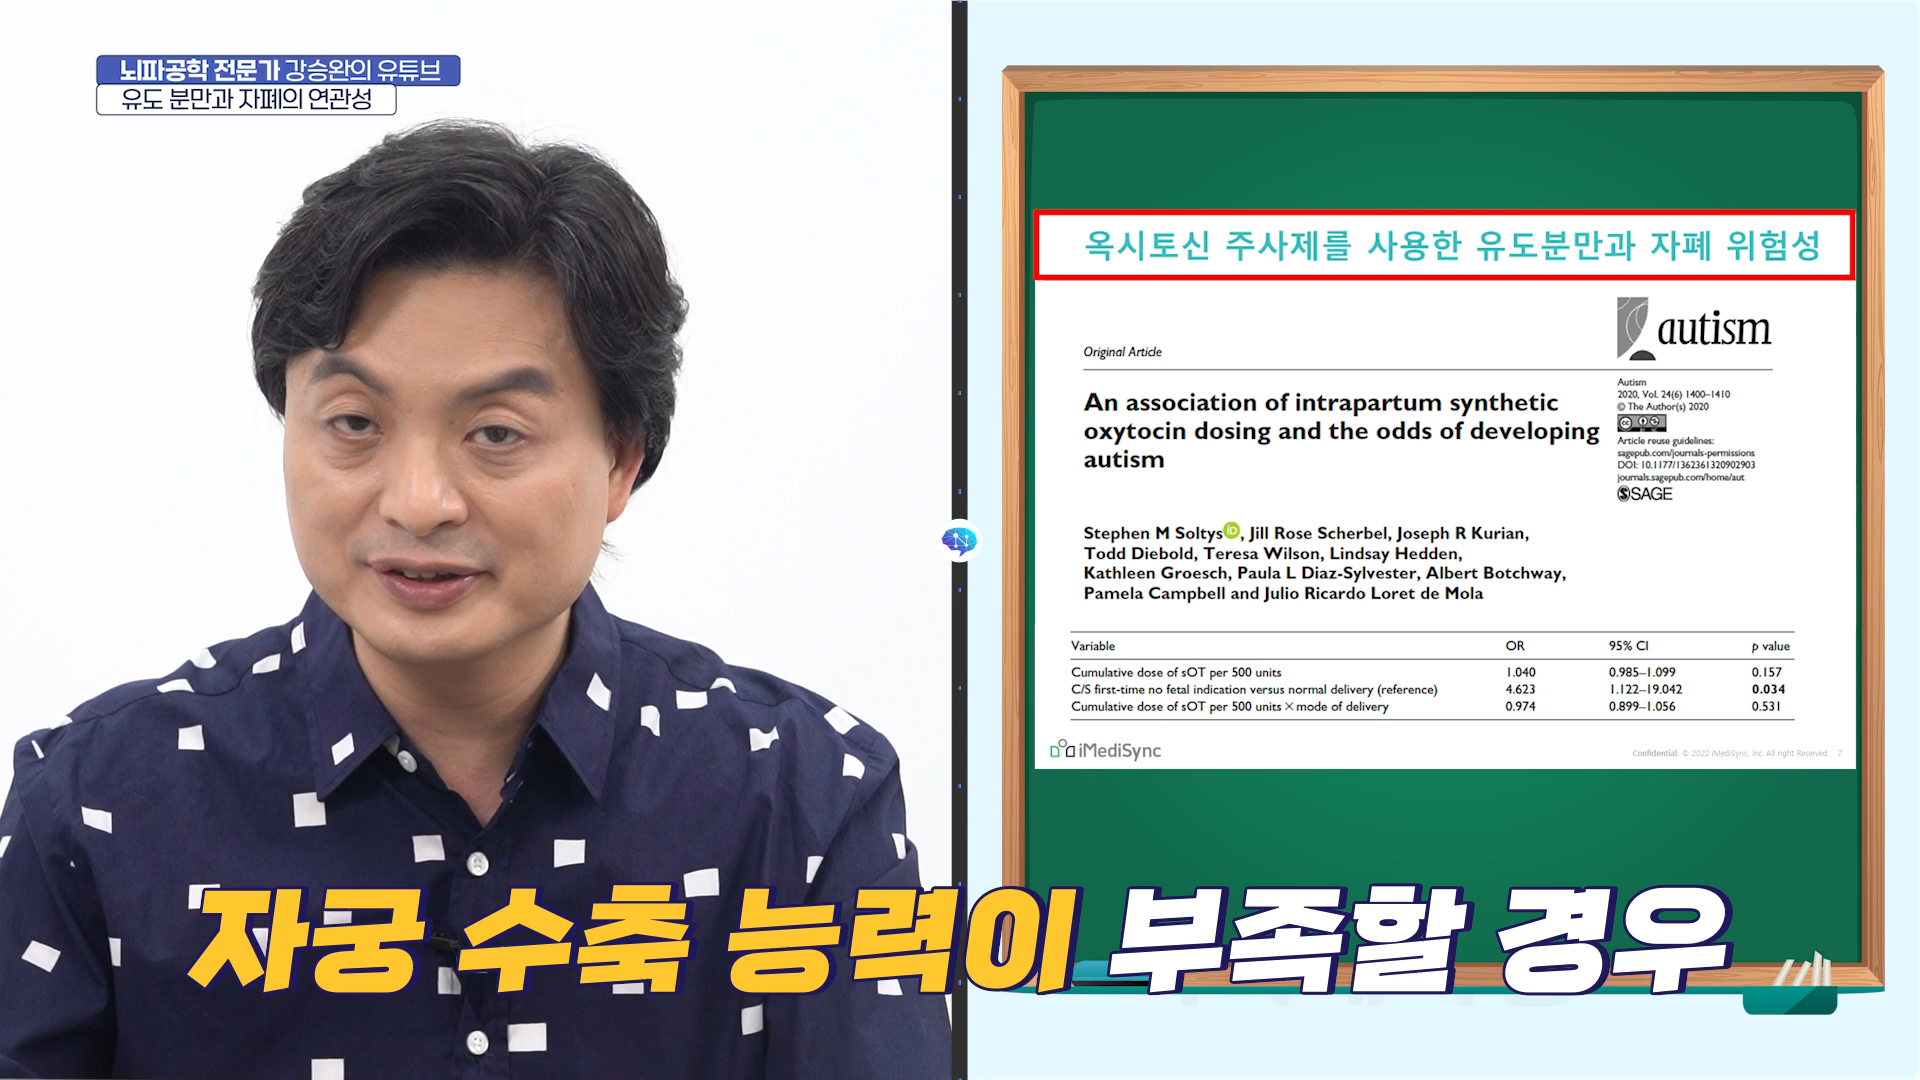 뇌파공학 전문가 강승완의 유튜브
유도 분만과 자폐의 연관성
옥시토신 주사제를 사용한 유도분만과 자폐 위험성
autism
Original Article
An association of intrapartum synthetic
oxytocin dosing and the odds of developing
autism
Autism
2020, Vol. 24(6) 1400–1410
© The Author(s) 2020
Article reuse guidelines:
sagepub.com/journals-permissions
DOI: 10.1177/1362361320902903
journals.sagepub.com/home/aut
SAGE
Stephen M Soltys iD, Jill Rose Scherbel, Joseph R Kurian,
Todd Diebold, Teresa Wilson, Lindsay Hedden,
Kathleen Groesch, Paula L Diaz-Sylvester, Albert Botchway,
Pamela Campbell and Julio Ricardo Loret de Mola
Variable OR 95% CI p value
Cumulative dose of sOT per 500 units 1.040 0.985–1.099 0.157
C/S first-time no fetal indication versus normal delivery (reference) 4.623 1.122–19.042 0.034
Cumulative dose of sOT per 500 units × mode of delivery 0.974 0.899–1.056 0.531
iMediSync
Confidential. © 2022 iMediSync, Inc. All right Reserved. 7
자궁 수축 능력이 부족할 경우